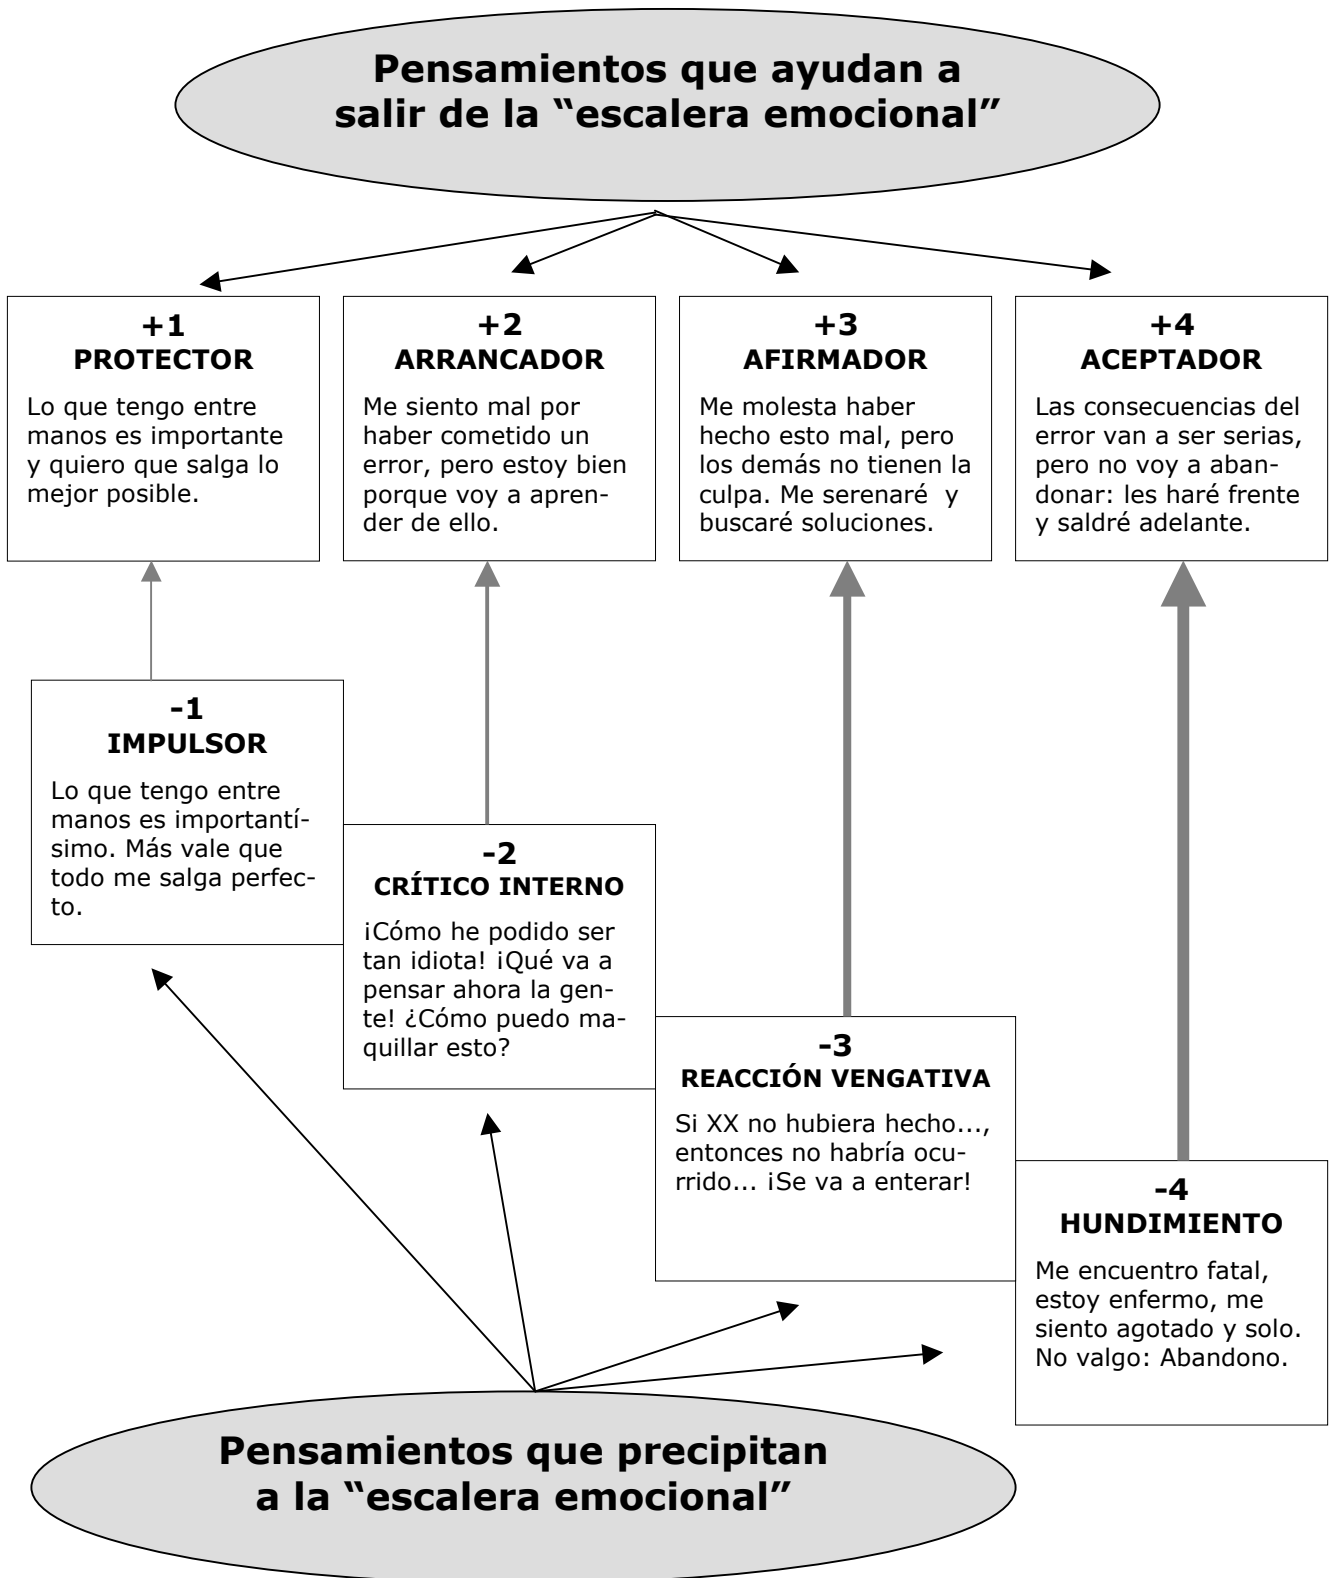 Pensamientos que ayudan a
salir de la “escalera emocional”
+1
PROTECTOR
Lo que tengo entre
manos es importante
y quiero que salga lo
mejor posible.
+2
ARRANCADOR
Me siento mal por
haber cometido un
error, pero estoy bien
porque voy a apren-
der de ello.
+3
AFIRMADOR
Me molesta haber
hecho esto mal, pero
los demás no tienen la
culpa. Me serenaré y
buscaré soluciones.
+4
ACEPTADOR
Las consecuencias del
error van a ser serias,
pero no voy a aban-
donar: les haré frente
y saldré adelante.
-1
IMPULSOR
Lo que tengo entre
manos es importantí-
simo. Más vale que
todo me salga perfec-
to.
-2
CRÍTICO INTERNO
¡Cómo he podido ser
tan idiota! ¡Qué va a
pensar ahora la gen-
te! ¿Cómo puedo ma-
quillar esto?
-3
REACCIÓN VENGATIVA
Si XX no hubiera hecho...,
entonces no habría ocu-
rrido... ¡Se va a enterar!
-4
HUNDIMIENTO
Me encuentro fatal,
estoy enfermo, me
siento agotado y solo.
No valgo: Abandono.
Pensamientos que precipitan
a la “escalera emocional”